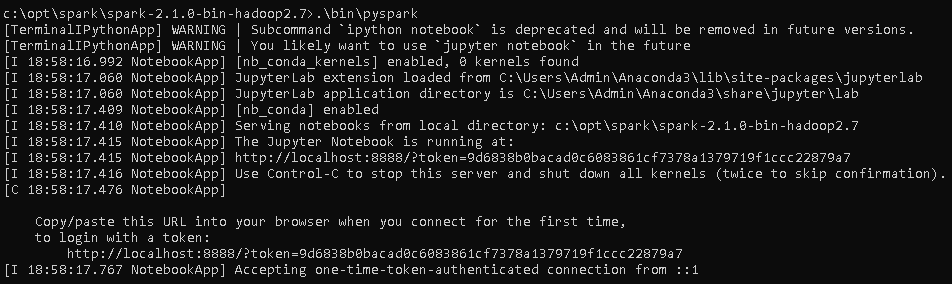 c:\opt\spark\spark-2.1.0-bin-hadoop2.7>.\bin\pyspark
[TerminalIPythonApp] WARNING | Subcommand `ipython notebook` is deprecated and will be removed in future versions.
[TerminalIPythonApp] WARNING | You likely want to use `jupyter notebook` in the future
[I 18:58:16.992 NotebookApp] [nb_conda_kernels] enabled, 0 kernels found
[I 18:58:17.060 NotebookApp] JupyterLab extension loaded from C:\Users\Admin\Anaconda3\lib\site-packages\jupyterlab
[I 18:58:17.060 NotebookApp] JupyterLab application directory is C:\Users\Admin\Anaconda3\share\jupyter\lab
[I 18:58:17.409 NotebookApp] [nb_conda] enabled
[I 18:58:17.410 NotebookApp] Serving notebooks from local directory: c:\opt\spark\spark-2.1.0-bin-hadoop2.7
[I 18:58:17.415 NotebookApp] The Jupyter Notebook is running at:
[I 18:58:17.415 NotebookApp] http://localhost:8888/?token=9d6838b0bacad0c6083861cf7378a1379719f1ccc22879a7
[I 18:58:17.416 NotebookApp] Use Control-C to stop this server and shut down all kernels (twice to skip confirmation).
[C 18:58:17.476 NotebookApp]
Copy/paste this URL into your browser when you connect for the first time,
to login with a token:
http://localhost:8888/?token=9d6838b0bacad0c6083861cf7378a1379719f1ccc22879a7
[I 18:58:17.767 NotebookApp] Accepting one-time-token-authenticated connection from ::1